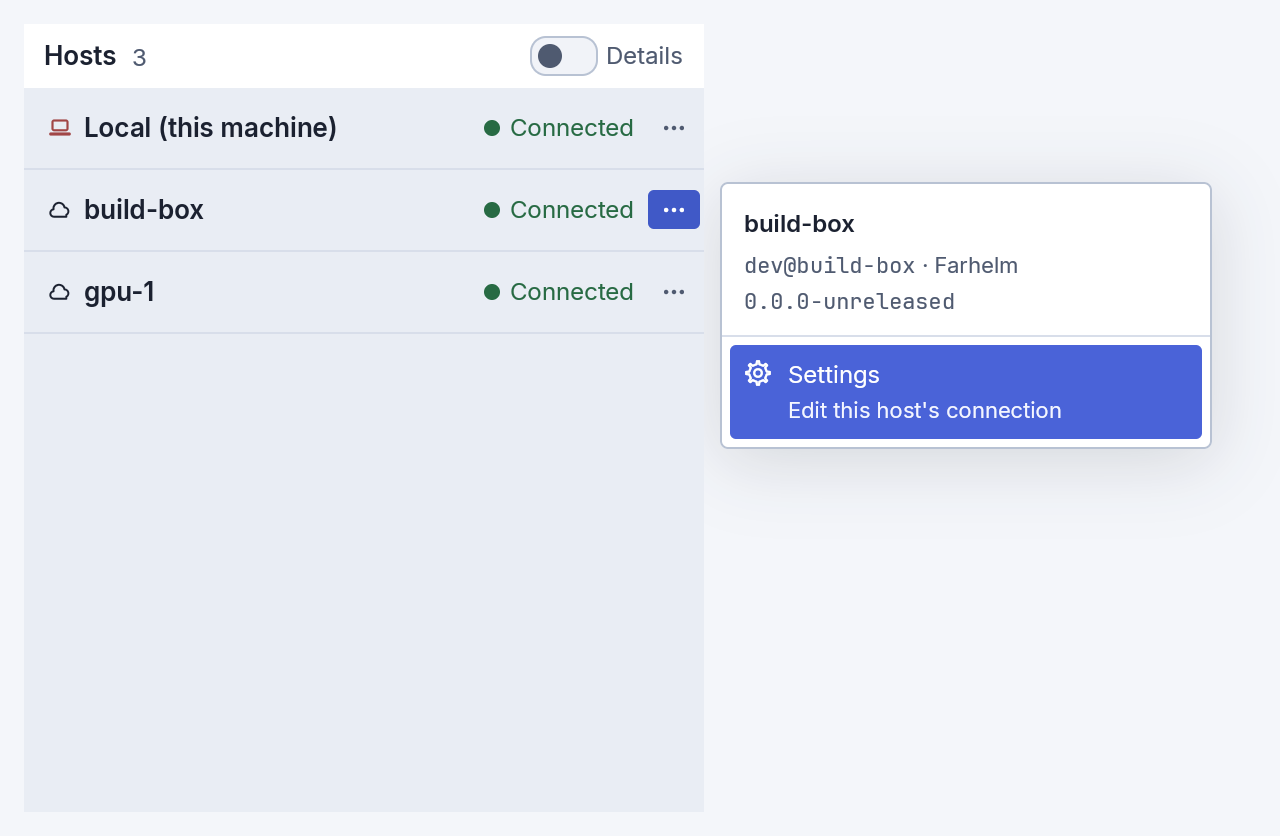 Hosts 3
Details
Local (this machine)
Connected
build-box
Connected
gpu-1
Connected
build-box
dev@build-box · Farhelm
0.0.0-unreleased
Settings
Edit this host's connection